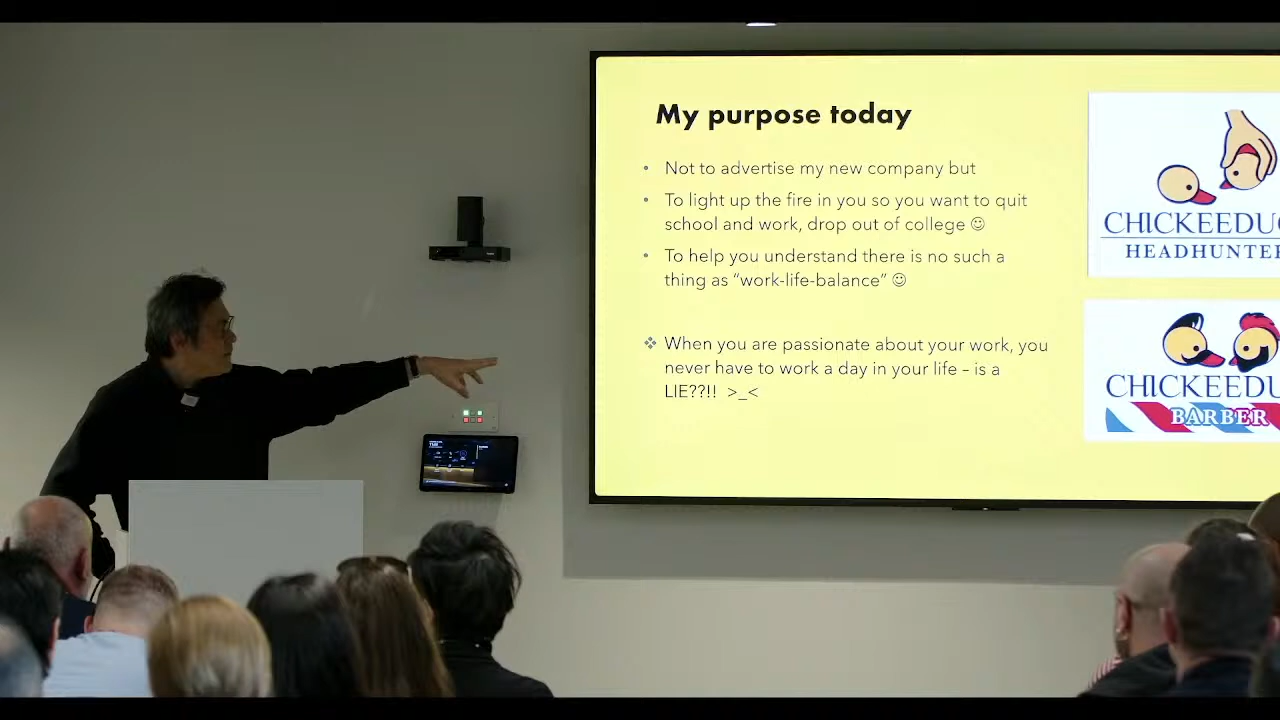 My purpose today
• Not to advertise my new company but
• To light up the fire in you so you want to quit
school and work, drop out of college ☺
• To help you understand there is no such a
thing as “work-life-balance” ☺
❖ When you are passionate about your work, you
never have to work a day in your life – is a
LIE??!! >_<
CHICKEEDUC
HEADHUNTER
CHICKEEDU
BARBER